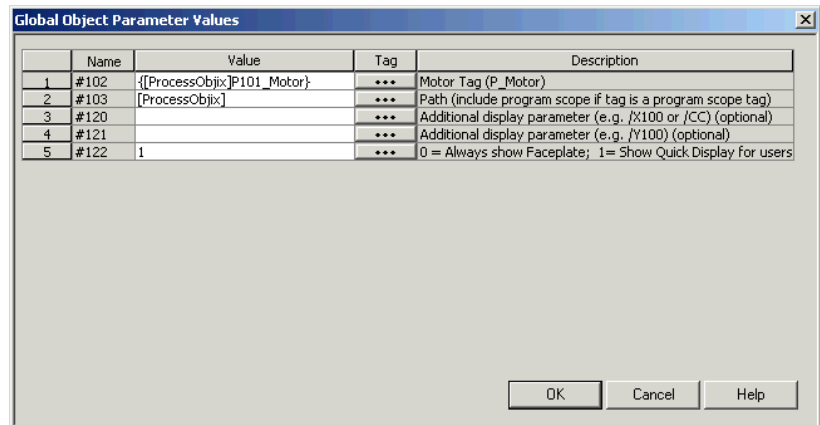 Global Object Parameter Values
Name Value Tag Description
1 #102 {[ProcessObjix]P101_Motor} ••• Motor Tag (P_Motor)
2 #103 [ProcessObjix] ••• Path (include program scope if tag is a program scope tag)
3 #120 ••• Additional display parameter (e.g. /X100 or /CC) (optional)
4 #121 ••• Additional display parameter (e.g. /Y100) (optional)
5 #122 1 ••• 0 = Always show Faceplate; 1= Show Quick Display for users
OK Cancel Help